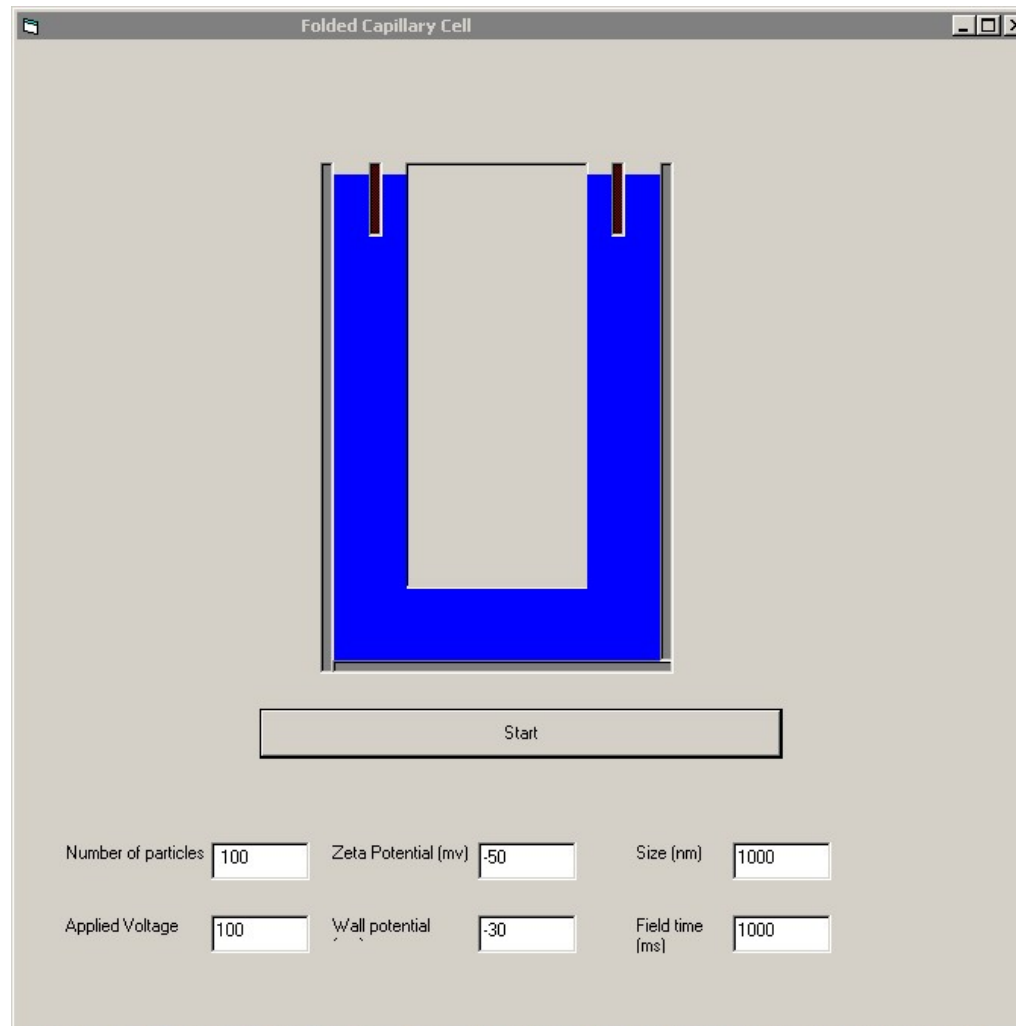 Folded Capillary Cell
Start
Number of particles 100 Zeta Potential (mv) -50 Size (nm) 1000
Applied Voltage 100 Wall potential -30 Field time 1000
(ms)